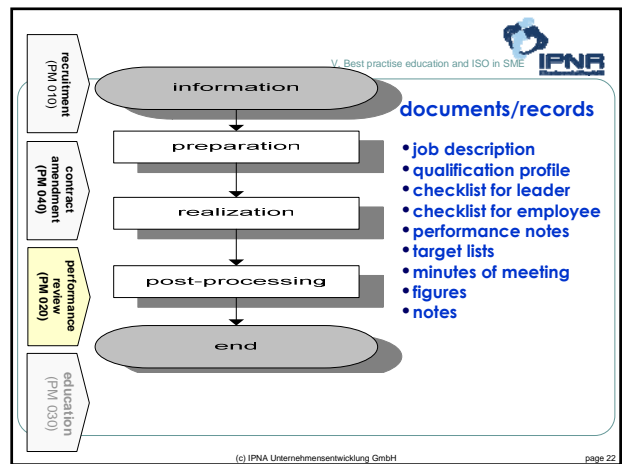 V. Best practise education and ISO in SME
IPNR
recruitment
(PM 010)
contract
amendment
(PM 040)
performance
review
(PM 020)
education
(PM 030)
information
preparation
realization
post-processing
end
documents/records
• job description
• qualification profile
• checklist for leader
• checklist for employee
• performance notes
• target lists
• minutes of meeting
• figures
• notes
(c) IPNA Unternehmensentwicklung GmbH
page 22